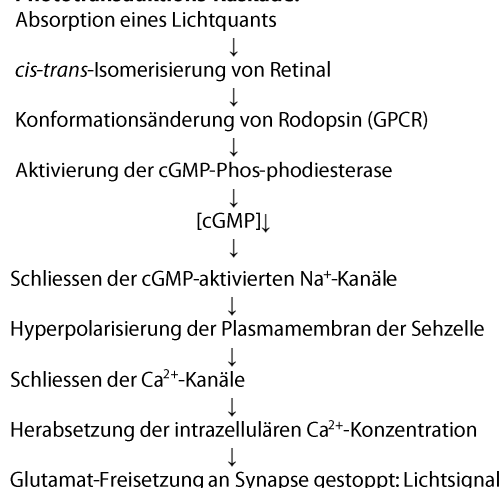 Phototransduktions-Kaskade:
Absorption eines Lichtquants
↓
cis-trans-Isomerisierung von Retinal
↓
Konformationsänderung von Rodopsin (GPCR)
↓
Aktivierung der cGMP-Phos-phodiesterase
↓
[cGMP]↓
↓
Schliessen der cGMP-aktivierten Na⁺-Kanäle
↓
Hyperpolarisierung der Plasmamembran der Sehzelle
↓
Schliessen der Ca²⁺-Kanäle
↓
Herabsetzung der intrazellulären Ca²⁺-Konzentration
↓
Glutamat-Freisetzung an Synapse gestoppt: Lichtsignal